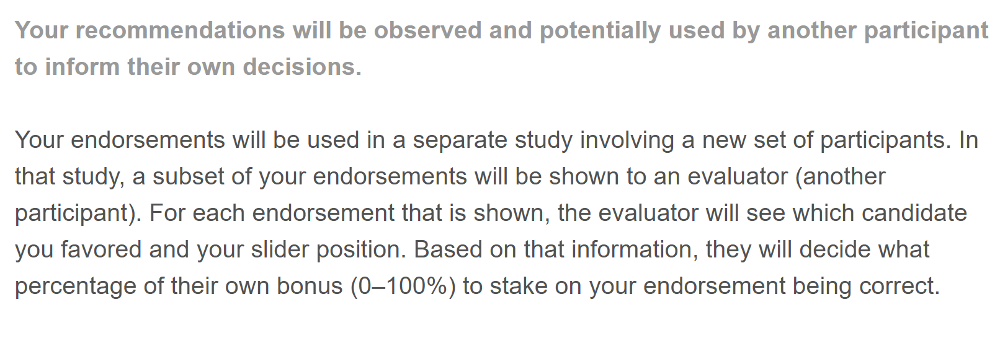 Your recommendations will be observed and potentially used by another participant
to inform their own decisions.
Your endorsements will be used in a separate study involving a new set of participants. In
that study, a subset of your endorsements will be shown to an evaluator (another
participant). For each endorsement that is shown, the evaluator will see which candidate
you favored and your slider position. Based on that information, they will decide what
percentage of their own bonus (0–100%) to stake on your endorsement being correct.